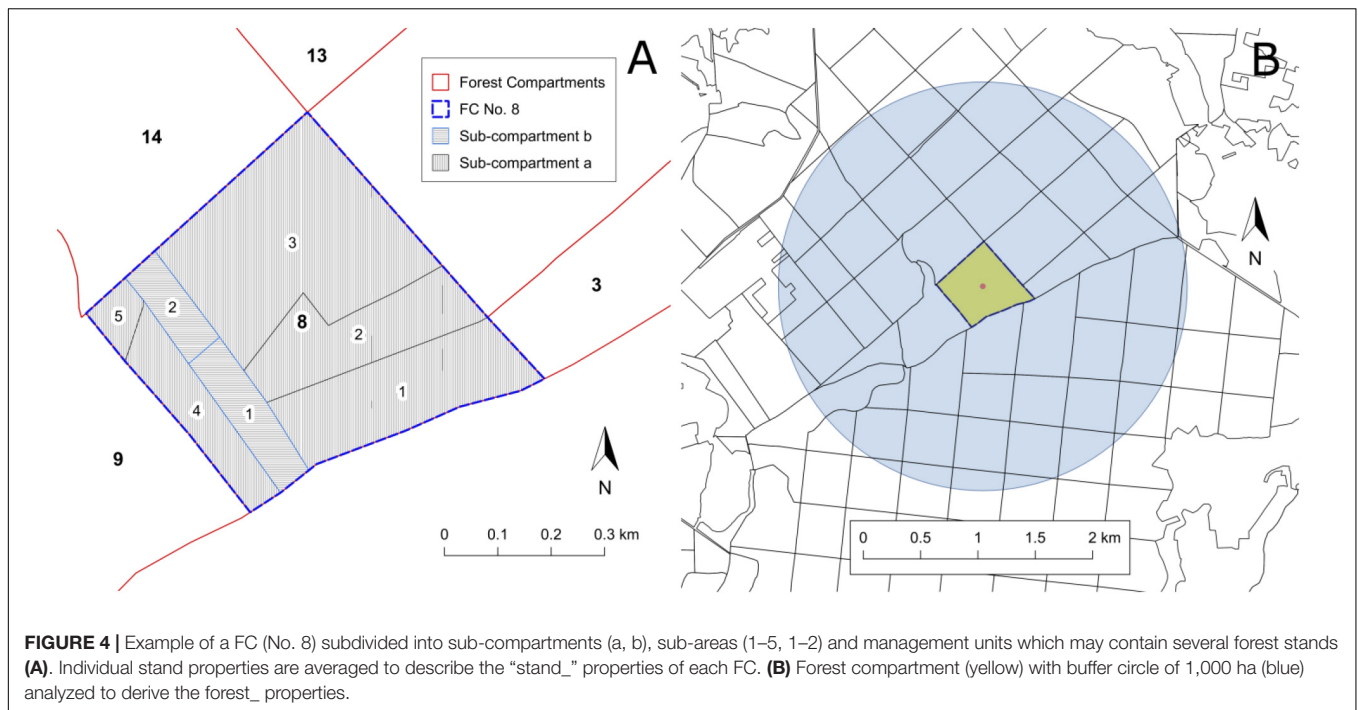 13
A
Forest Compartments
FC No. 8
Sub-compartment b
Sub-compartment a
14
3
3
8
2
2
5
1
4
1
9
N
0 0.1 0.2 0.3 km
B
N
0 0.5 1 1.5 2 km
FIGURE 4 | Example of a FC (No. 8) subdivided into sub-compartments (a, b), sub-areas (1–5, 1–2) and management units which may contain several forest stands
(A). Individual stand properties are averaged to describe the “stand_” properties of each FC. (B) Forest compartment (yellow) with buffer circle of 1,000 ha (blue)
analyzed to derive the forest_ properties.